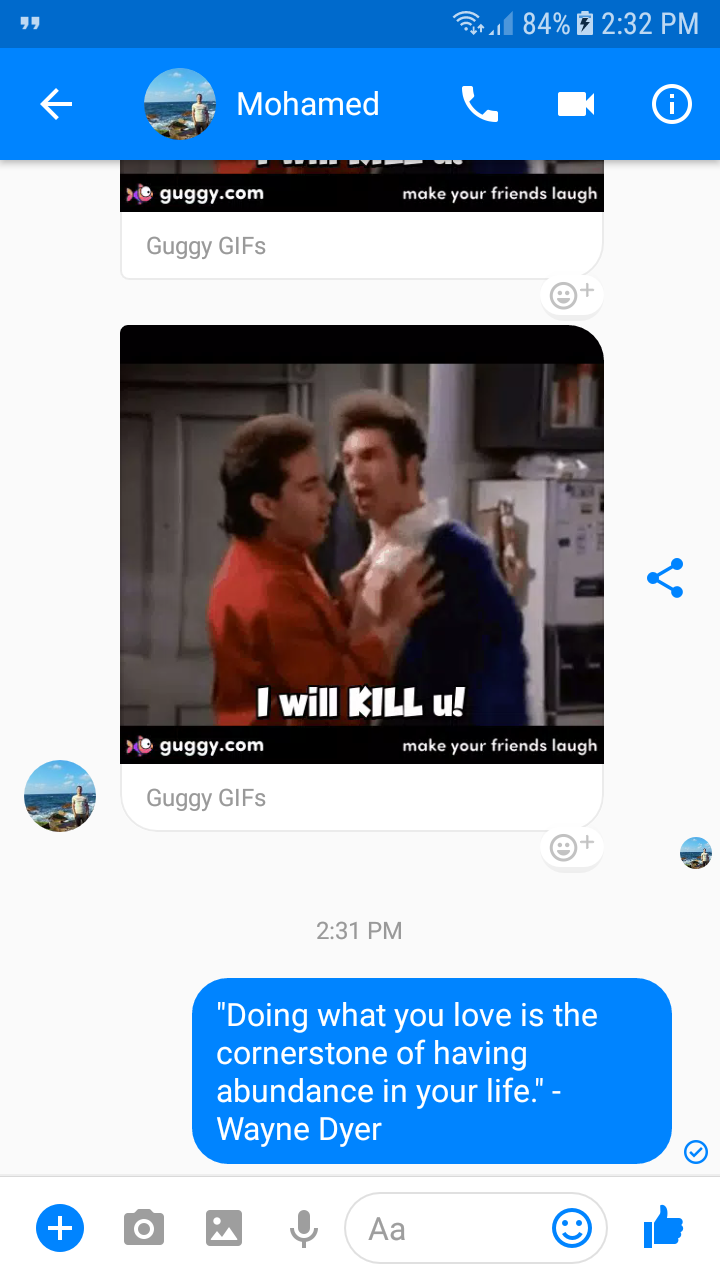 84% 2:32 PM
Mohamed
I will KILL u!
guggy.com make your friends laugh
Guggy GIFs
I will KILL u!
guggy.com make your friends laugh
Guggy GIFs
2:31 PM
"Doing what you love is the
cornerstone of having
abundance in your life." -
Wayne Dyer
Aa